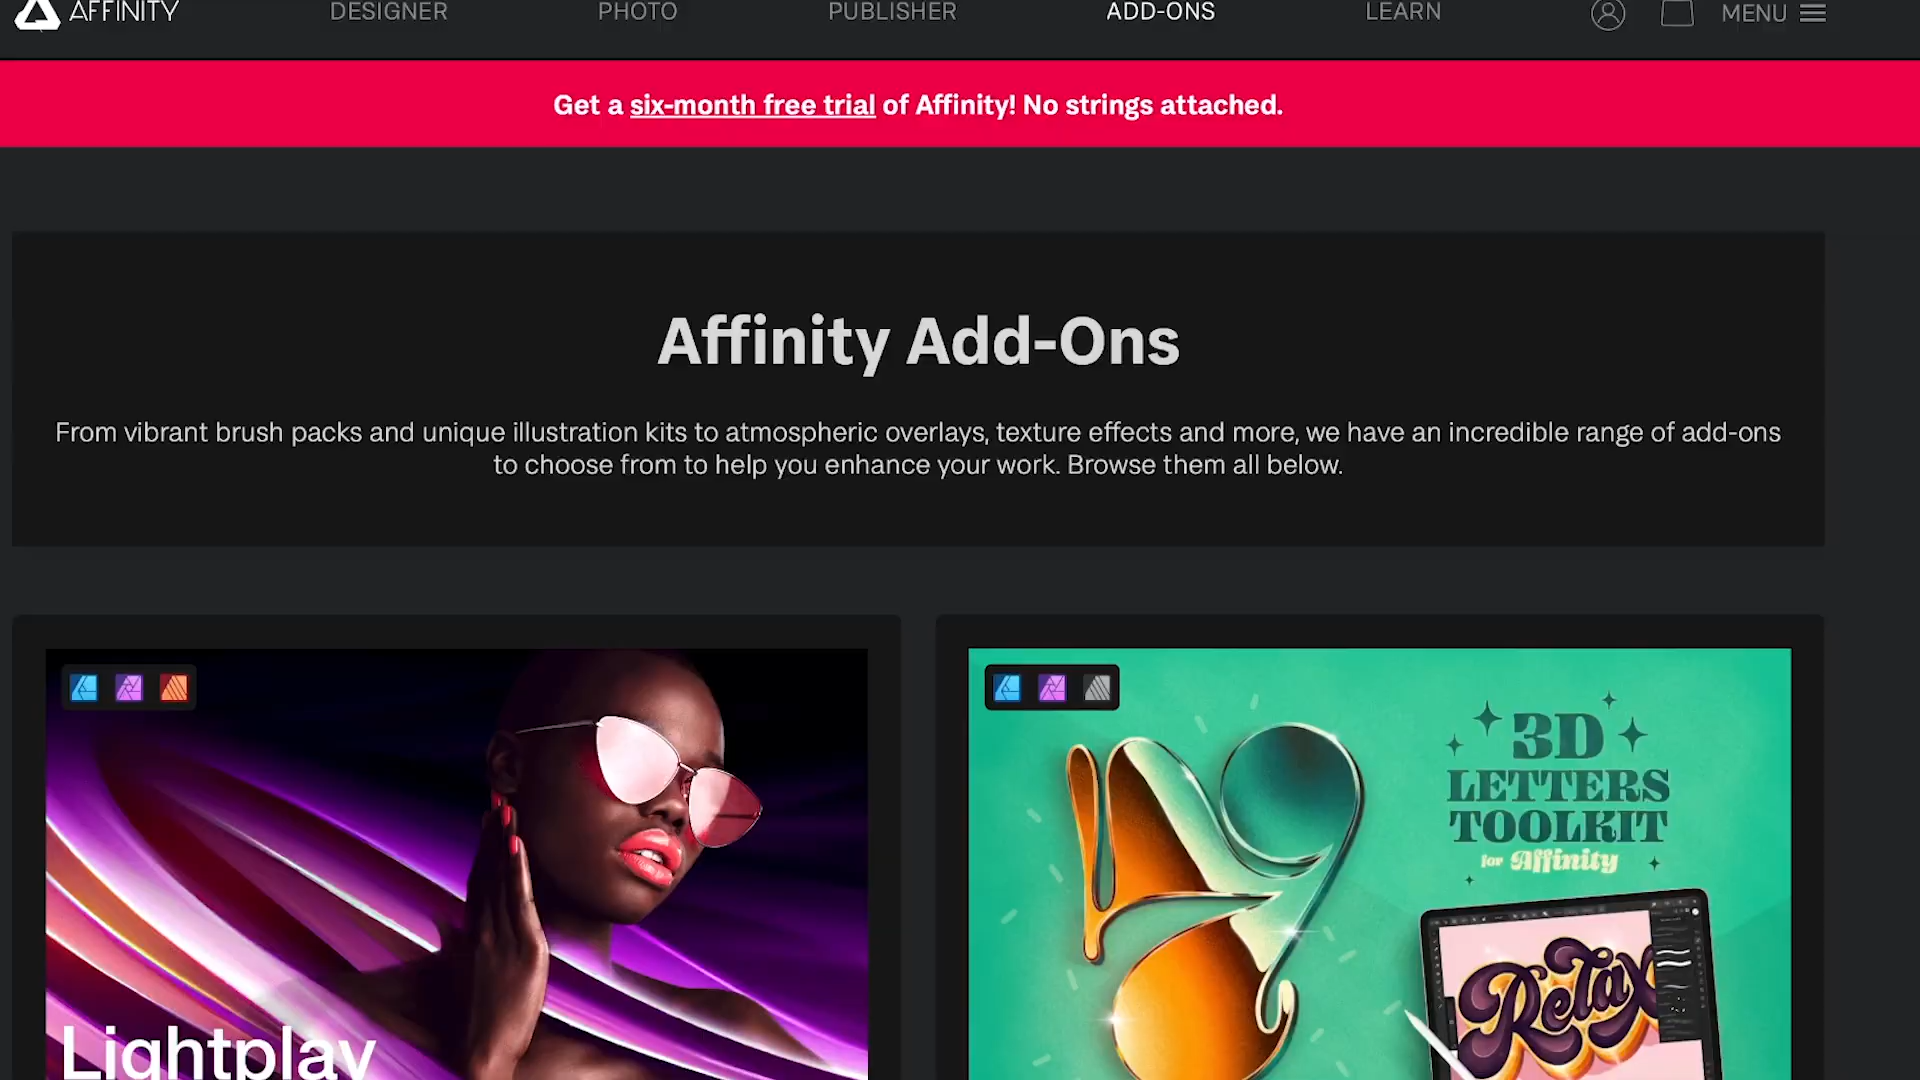 AFFINITY
DESIGNER
PHOTO
PUBLISHER
ADD-ONS
LEARN
MENU
Get a six-month free trial of Affinity! No strings attached.
Affinity Add-Ons
From vibrant brush packs and unique illustration kits to atmospheric overlays, texture effects and more, we have an incredible range of add-ons
to choose from to help you enhance your work. Browse them all below.
Lightplay
3D
LETTERS
TOOLKIT
for Affinity
Relax